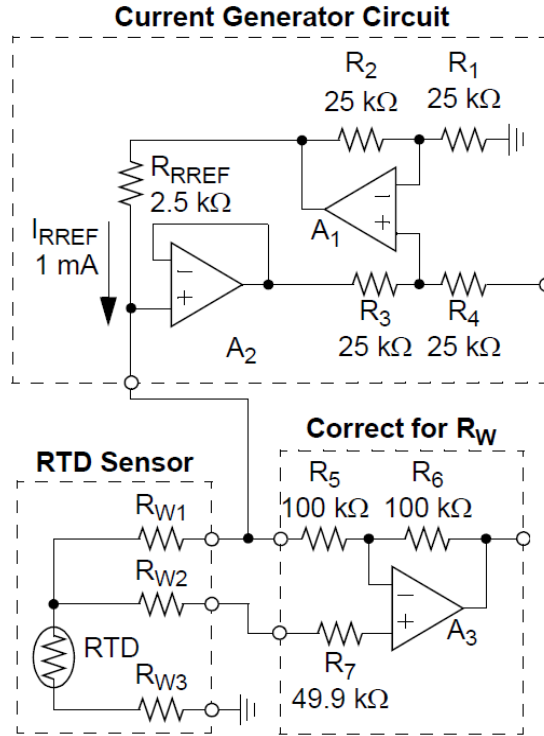 Current Generator Circuit
R2
25 kΩ
R1
25 kΩ
RRREF
2.5 kΩ
IRREF
1 mA
A1
A2
R3
25 kΩ
R4
25 kΩ
Correct for RW
RTD Sensor
RW1
RW2
RTD
RW3
R5
100 kΩ
R6
100 kΩ
A3
R7
49.9 kΩ